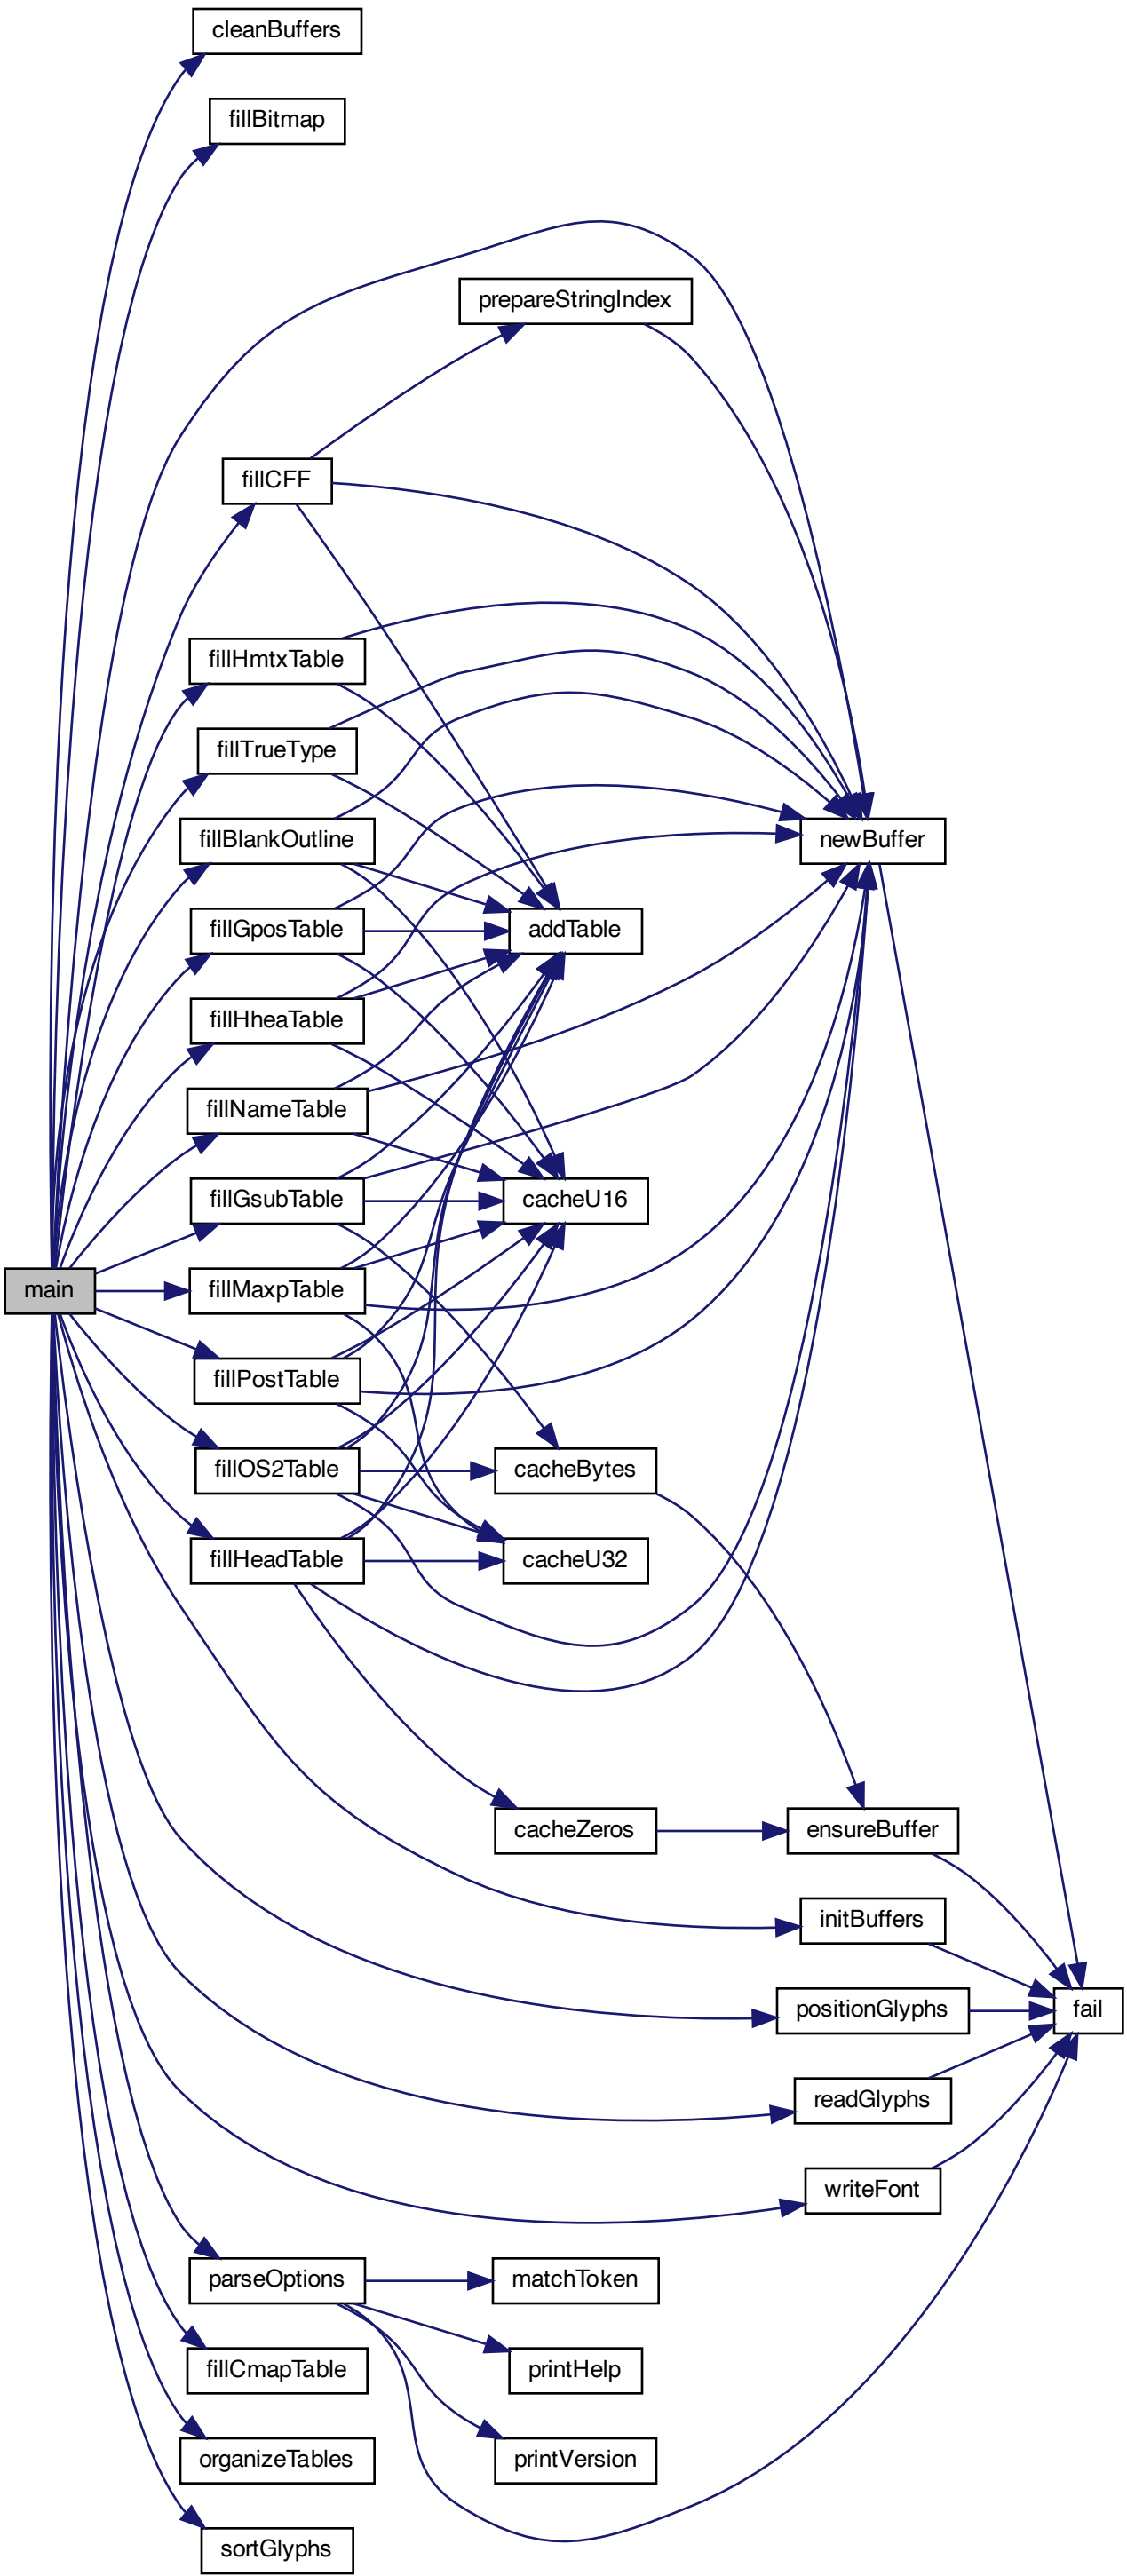 cleanBuffers
fillBitmap
prepareStringIndex
fillCFF
fillHmtxTable
fillTrueType
fillBlankOutline
newBuffer
fillGposTable
addTable
fillHheaTable
fillNameTable
fillGsubTable
cacheU16
main
fillMaxpTable
fillPostTable
fillOS2Table
cacheBytes
fillHeadTable
cacheU32
cacheZeros
ensureBuffer
initBuffers
positionGlyphs
fail
readGlyphs
writeFont
parseOptions
matchToken
fillCmapTable
printHelp
organizeTables
printVersion
sortGlyphs